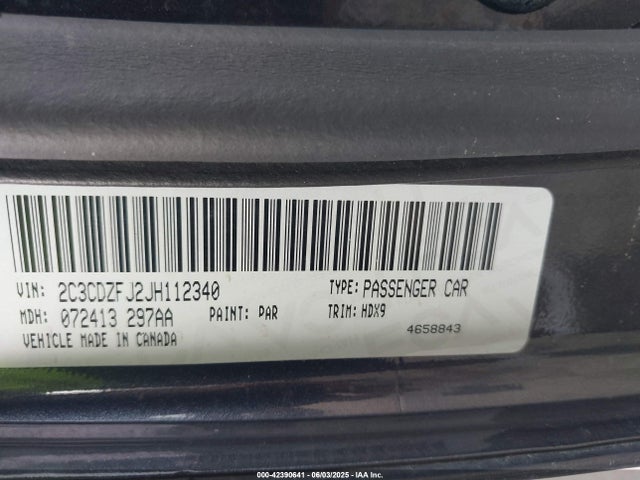 VIN: 2C3CDZFJ2JH112340 TYPE: PASSENGER CAR
MDH: 072413 297AA PAINT: PAR TRIM: HDX9
VEHICLE MADE IN CANADA 4658843
000-42390641 - 06/03/2025 - © IAA Inc.